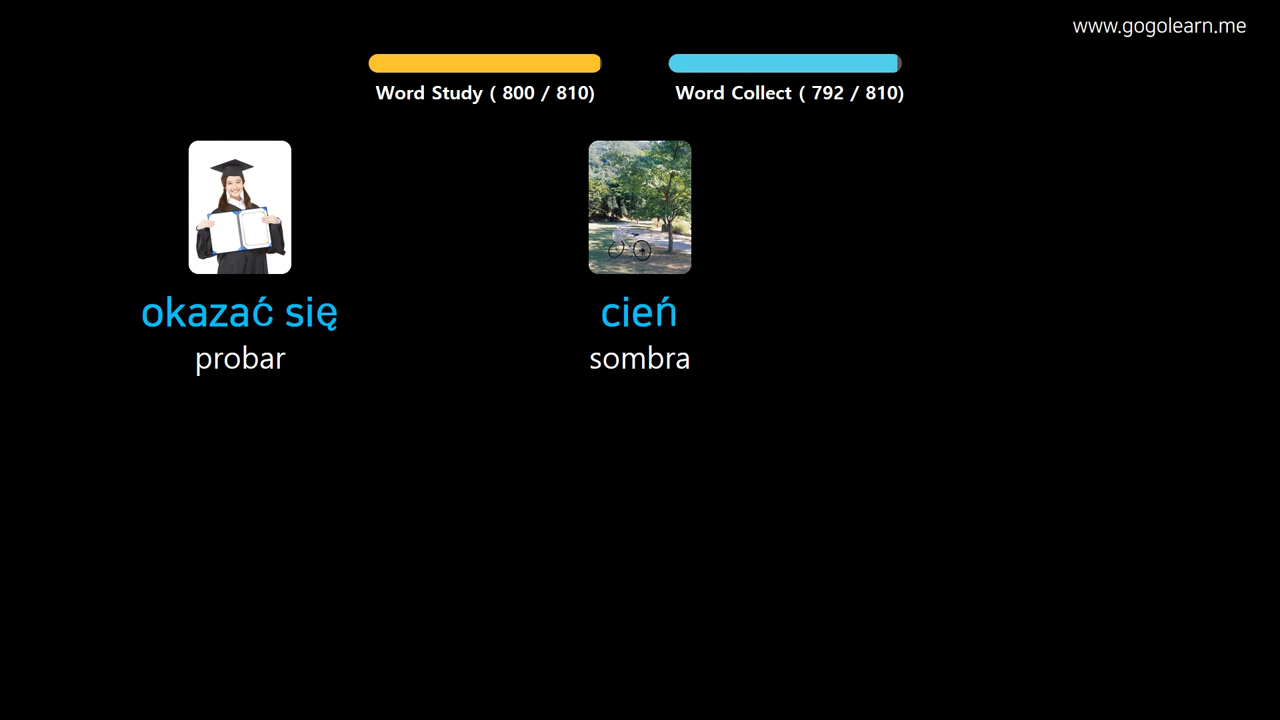 www.gogolearn.me
Word Study ( 800 / 810)
Word Collect ( 792 / 810)
okazać się
cień
probar
sombra